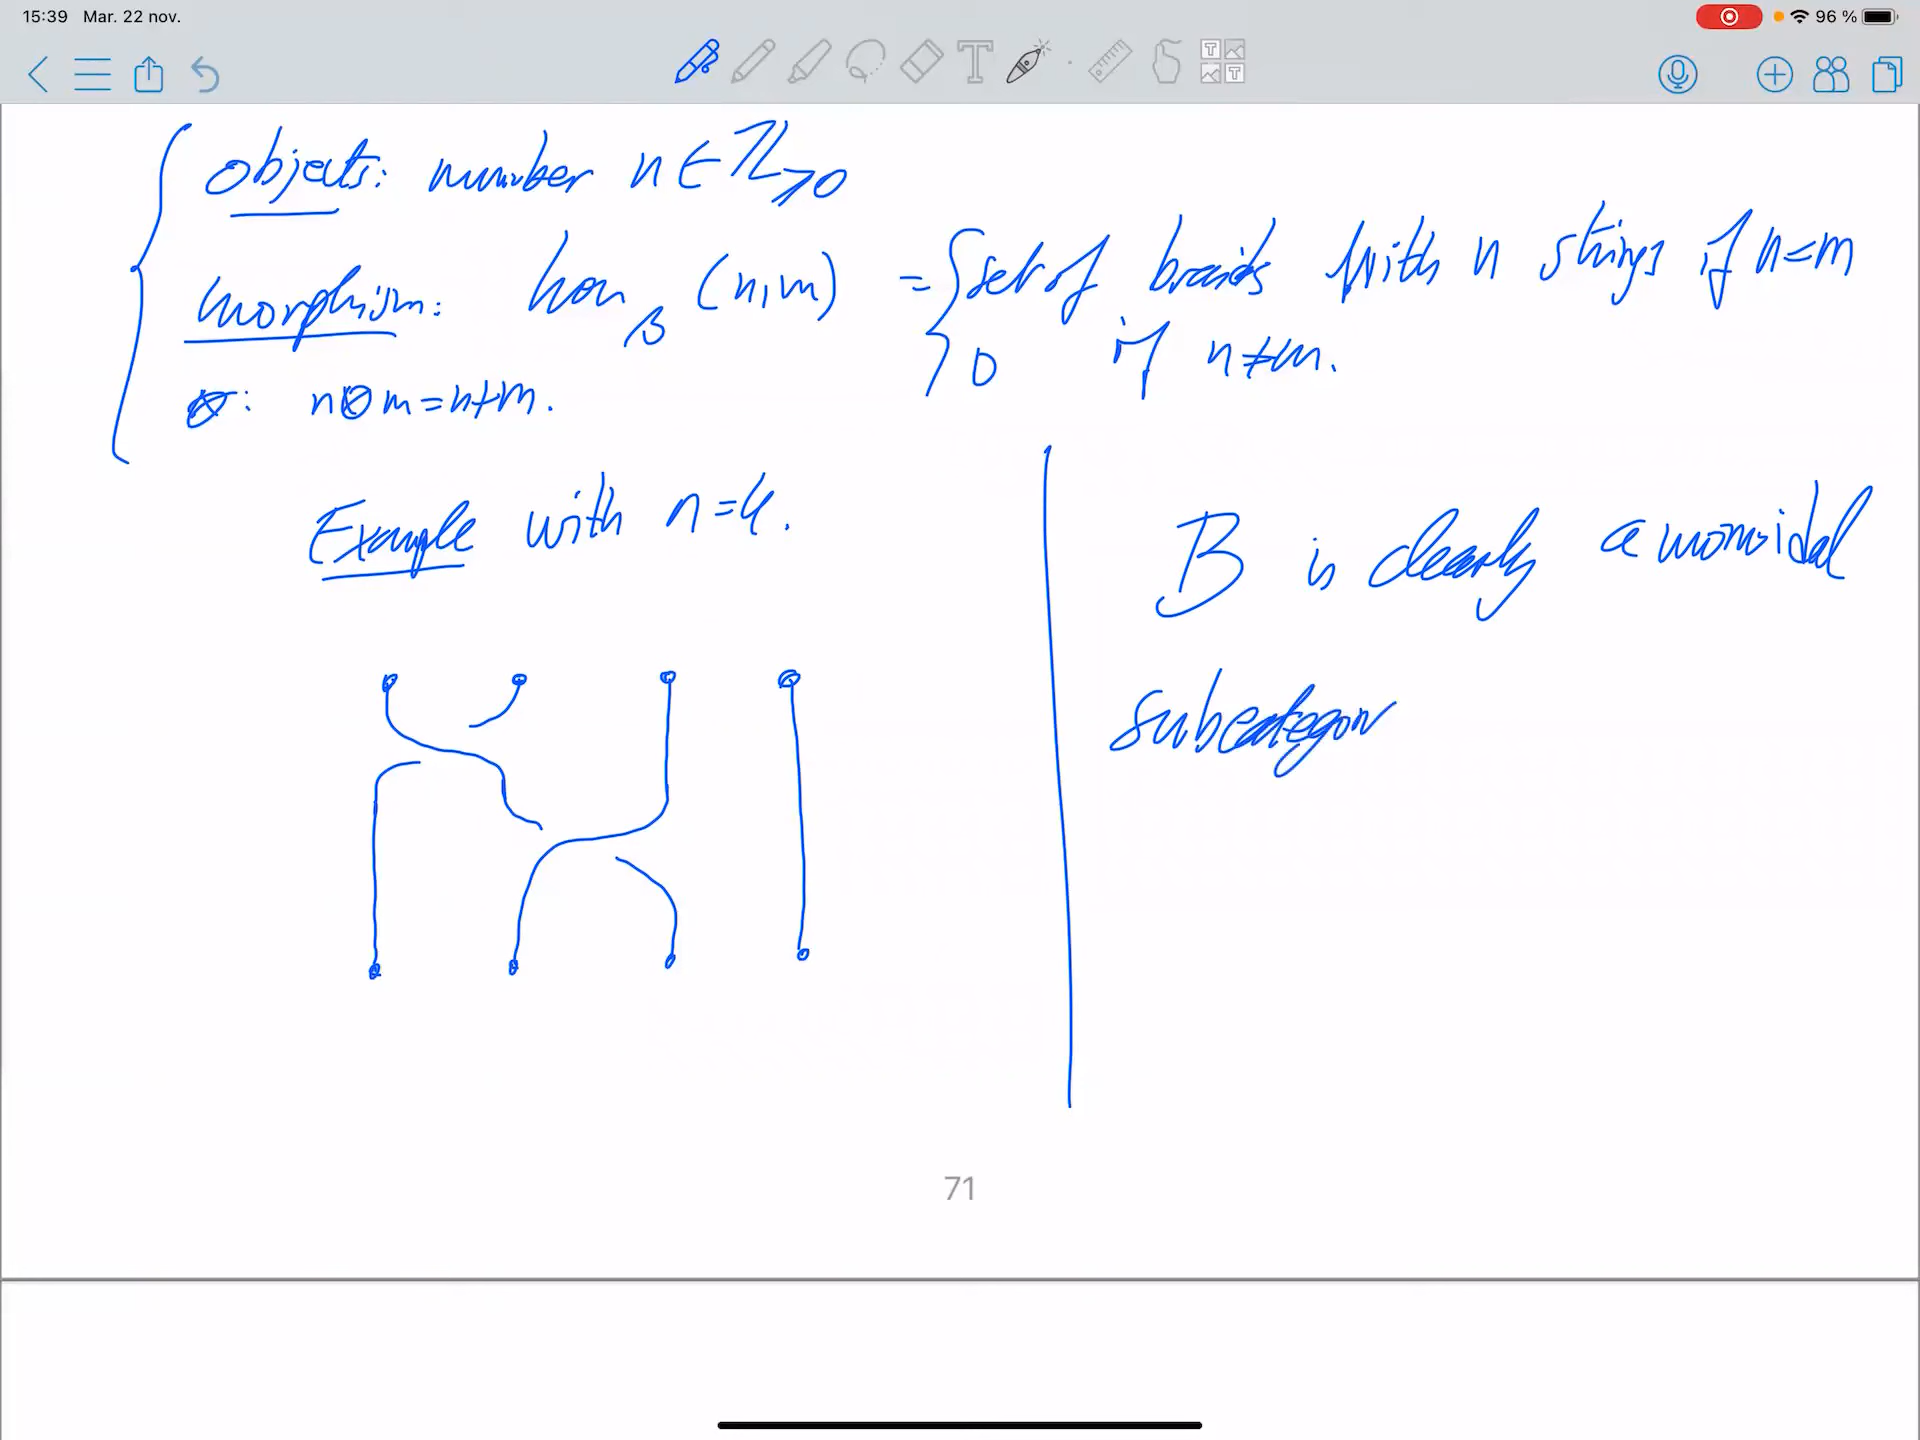 15:39 Mar. 22 nov. 96 %
objects: number n ∈ ℤ≥0
morphism: hom_B (n,m) = { set of braids with n strings if n=m
0 if n≠m.
⊗: n⊗m=n+m.
Example with n=4.
B is clearly a monoidal
subcategor
71